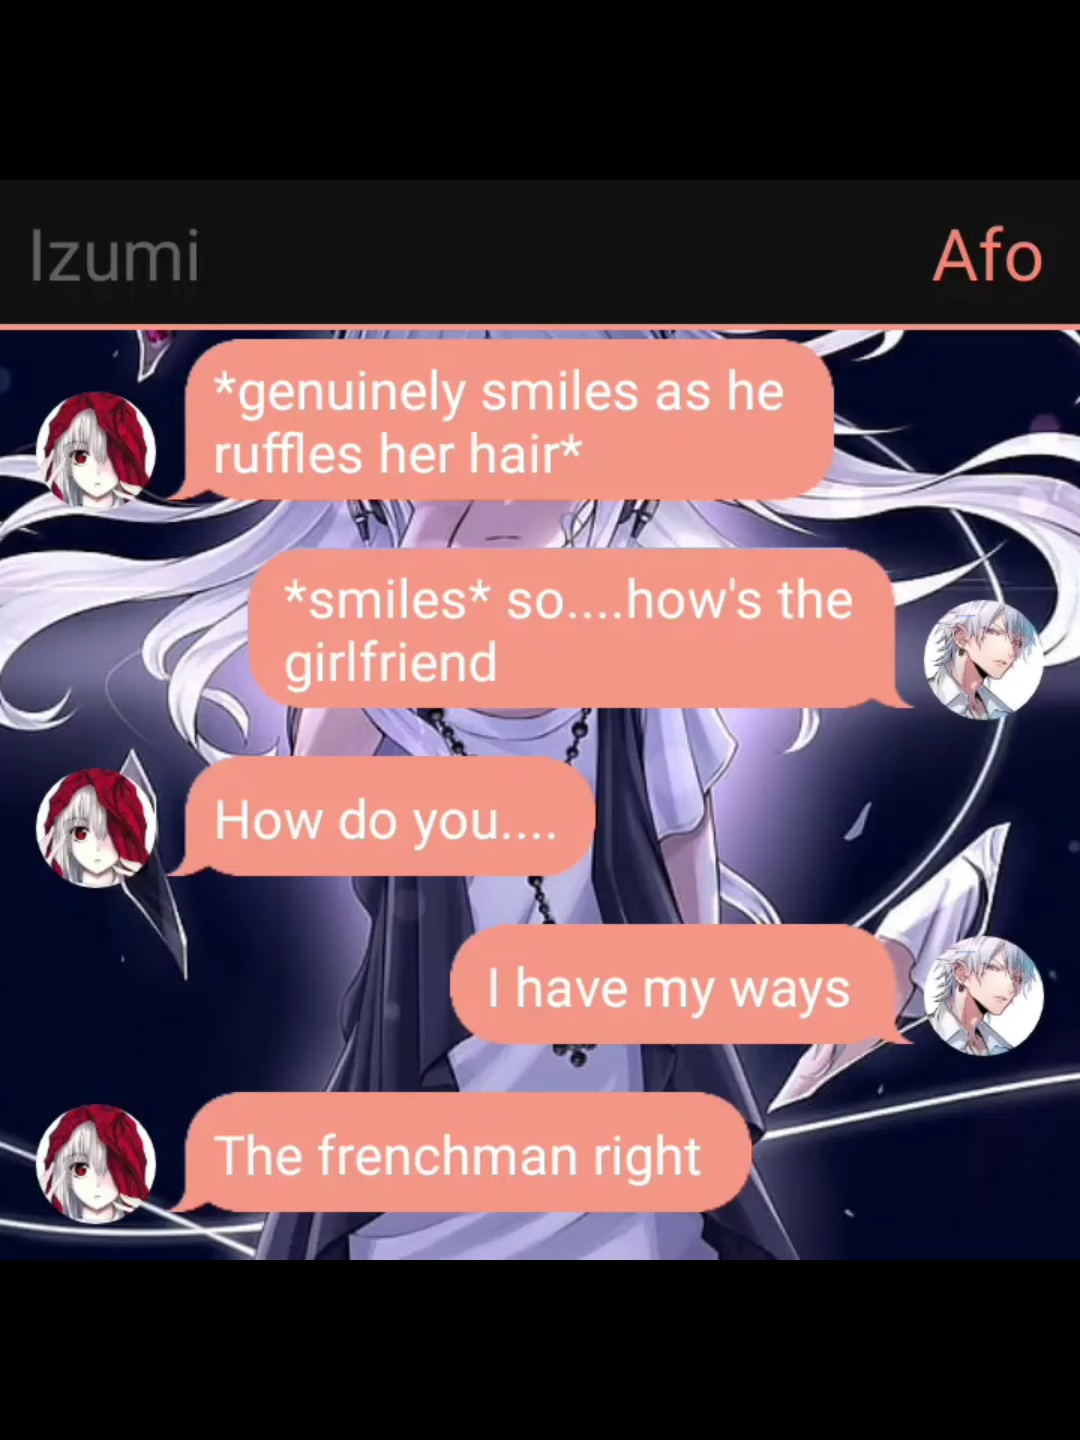 Izumi
Afo
*genuinely smiles as he
ruffles her hair*
*smiles* so....how's the
girlfriend
How do you....
I have my ways
The frenchman right